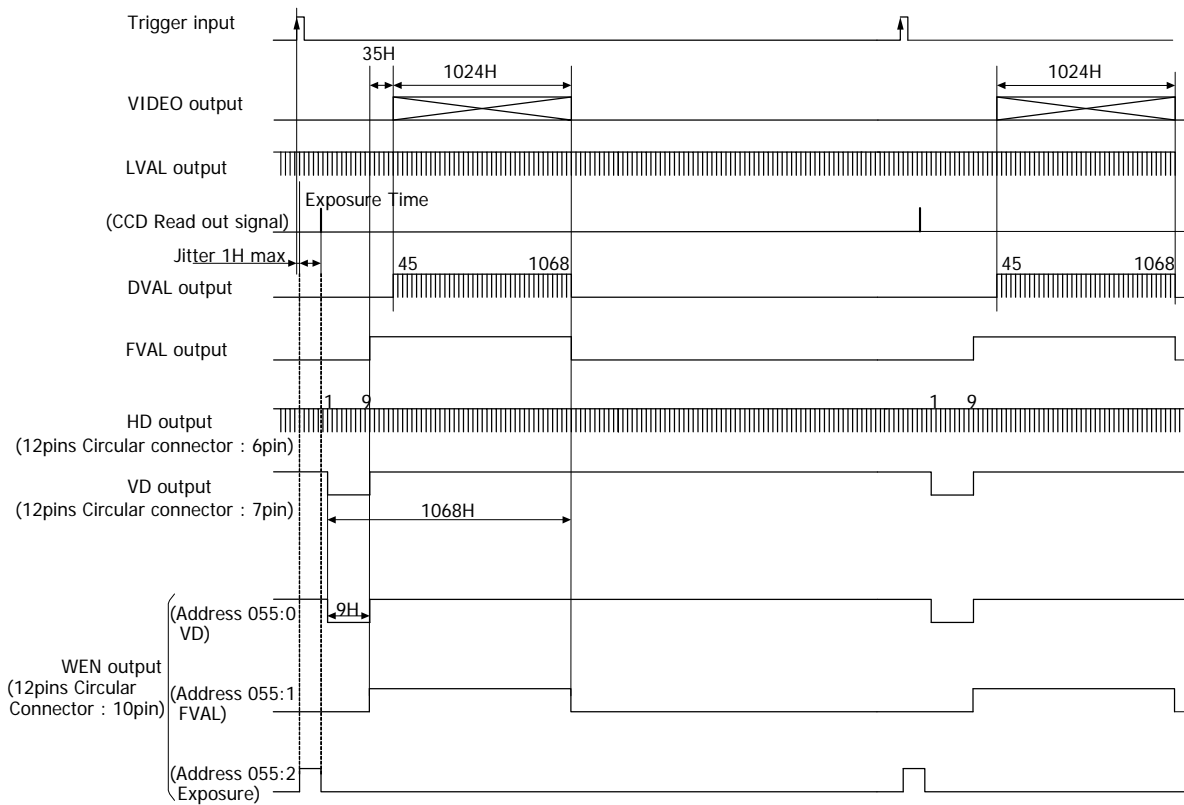 Trigger input
35H
1024H
1024H
VIDEO output
LVAL output
Exposure Time
(CCD Read out signal)
Jitter 1H max
45 1068 45 1068
DVAL output
FVAL output
1 9 1 9
HD output
(12pins Circular connector : 6pin)
VD output
(12pins Circular connector : 7pin)
1068H
(Address 055:0
VD)
9H
WEN output
(12pins Circular
Connector : 10pin)
(Address 055:1
FVAL)
(Address 055:2
Exposure)